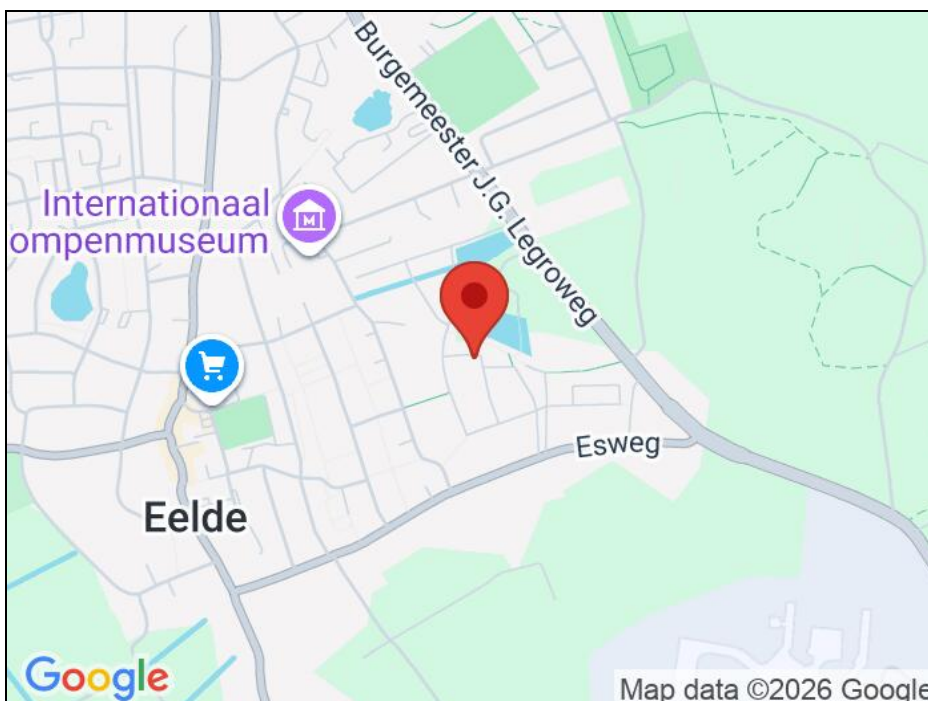 Burgemeester J.G. Legroweg
Internationaal
ompenmuseum
M
Esweg
Eelde
Google
Map data ©2026 Google